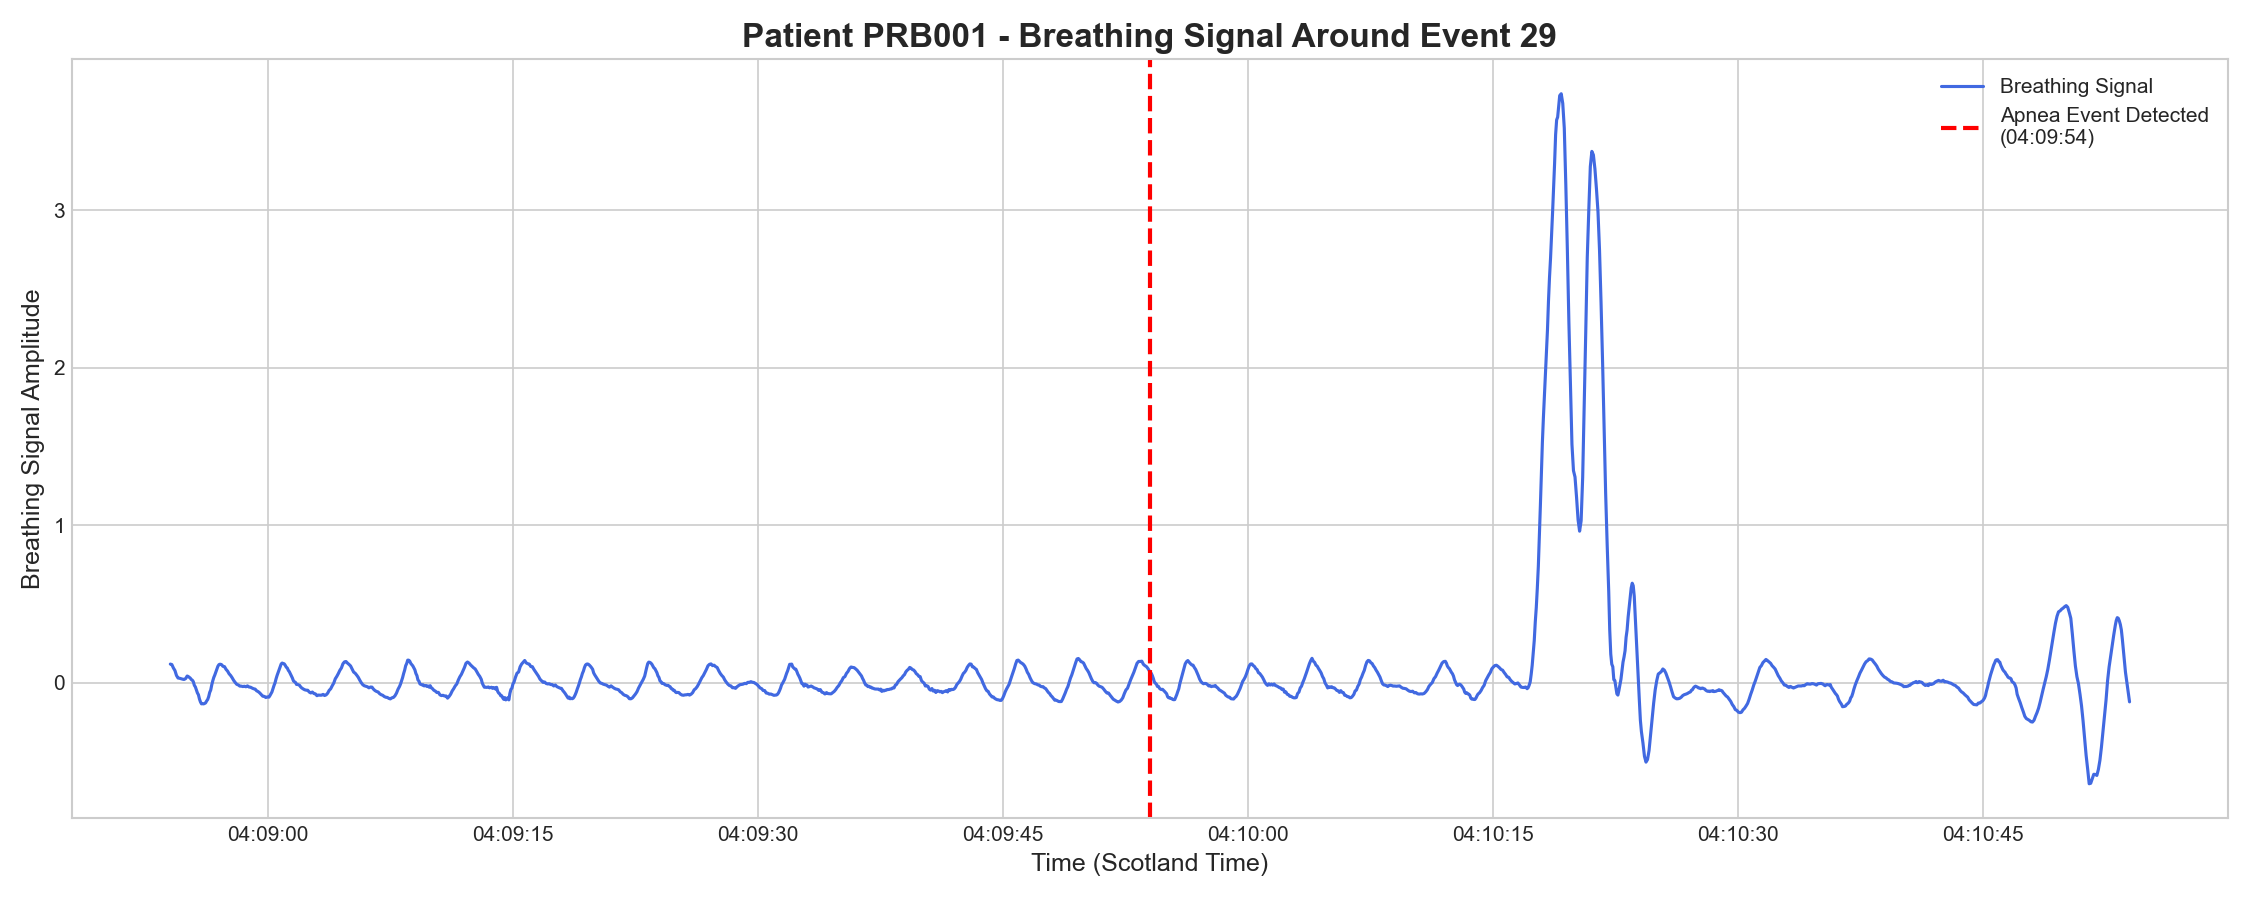 Patient PRB001 - Breathing Signal Around Event 29
Breathing Signal
Apnea Event Detected
(04:09:54)
Breathing Signal Amplitude
3
2
1
0
04:09:00 04:09:15 04:09:30 04:09:45 04:10:00 04:10:15 04:10:30 04:10:45
Time (Scotland Time)